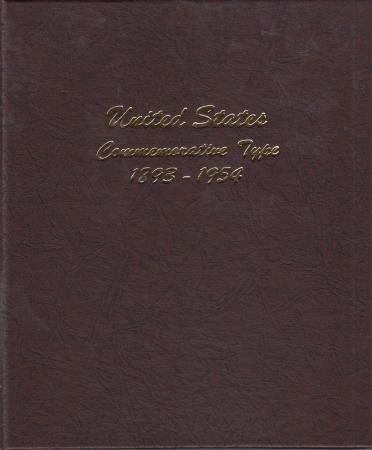 United States
Commemorative Type
1893 - 1954